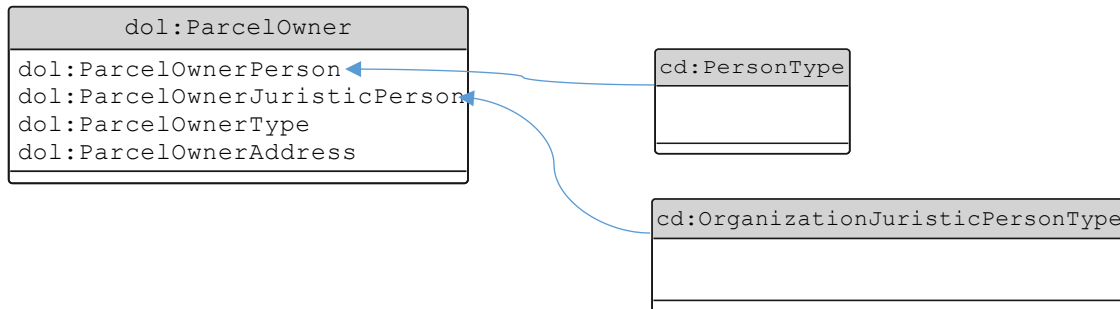 dol:ParcelOwner
dol:ParcelOwnerPerson
dol:ParcelOwnerJuristicPerson
dol:ParcelOwnerType
dol:ParcelOwnerAddress
cd:PersonType
cd:OrganizationJuristicPersonType